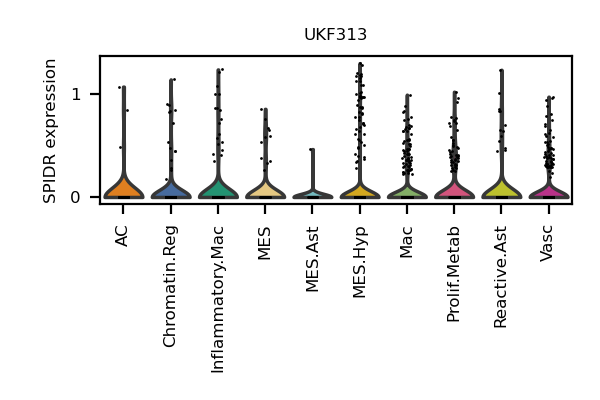 UKF313
SPIDR expression
1
0
AC
Chromatin.Reg
Inflammatory.Mac
MES
MES.Ast
MES.Hyp
Mac
Prolif.Metab
Reactive.Ast
Vasc